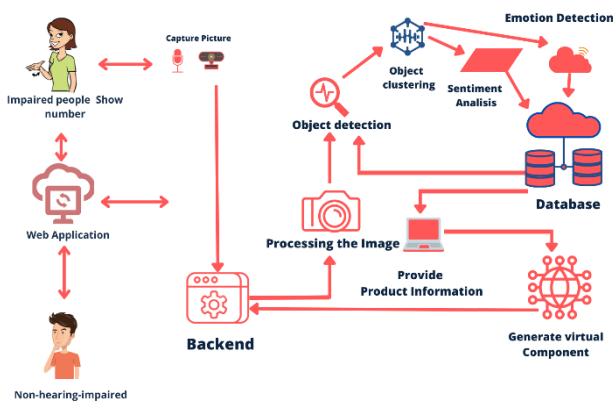 Emotion Detection
Capture Picture
Object
clustering
Sentiment
Analisis
Impaired people Show
number
Object detection
Database
Web Application
Processing the Image
Provide
Product Information
Backend
Generate virtual
Component
Non-hearing-impaired